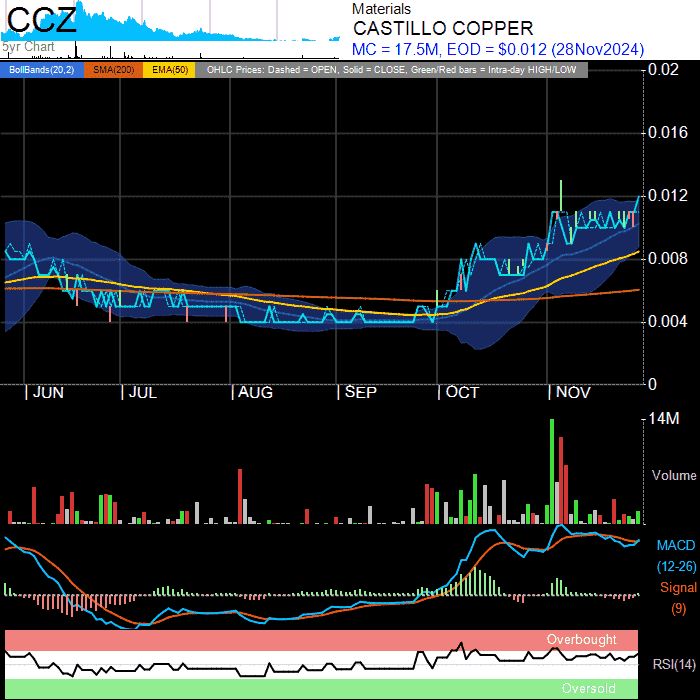 CCZ
5yr Chart
Materials
CASTILLO COPPER
MC = 17.5M, EOD = $0.012 (28Nov2024)
BollBands(20,2) SMA(200) EMA(50) OHLC Prices: Dashed = OPEN, Solid = CLOSE, Green/Red bars = Intra-day HIGH/LOW
0.02
0.016
0.012
0.008
0.004
0
JUN JUL AUG SEP OCT NOV
14M
Volume
MACD
(12-26)
Signal
(9)
Overbought
RSI(14)
Oversold